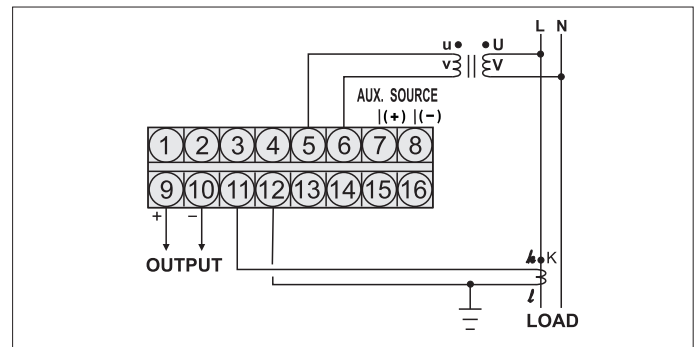 L N
u U
v V
AUX. SOURCE
(+) (-)
1 2 3 4 5 6 7 8
9 10 11 12 13 14 15 16
+ -
OUTPUT
k K
l
LOAD